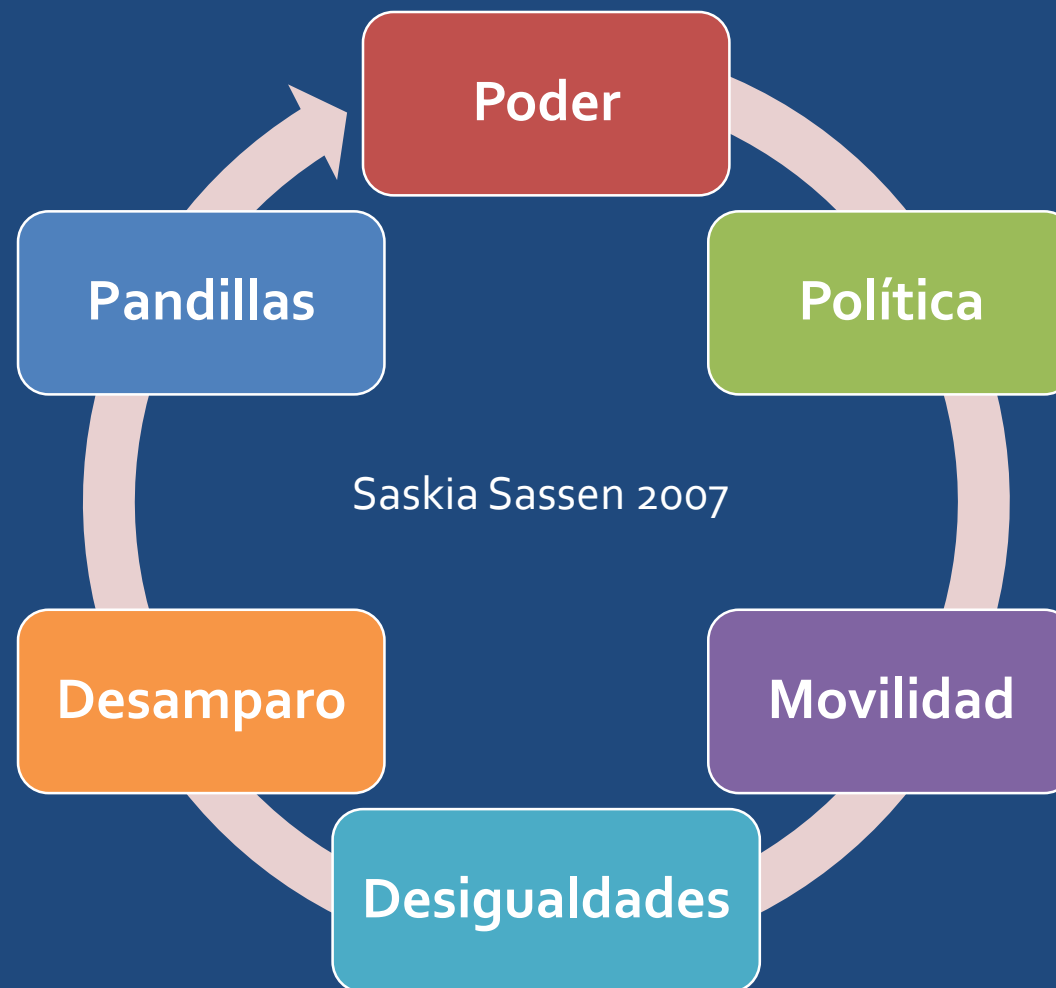 Poder
Política
Movilidad
Desigualdades
Desamparo
Pandillas
Saskia Sassen 2007